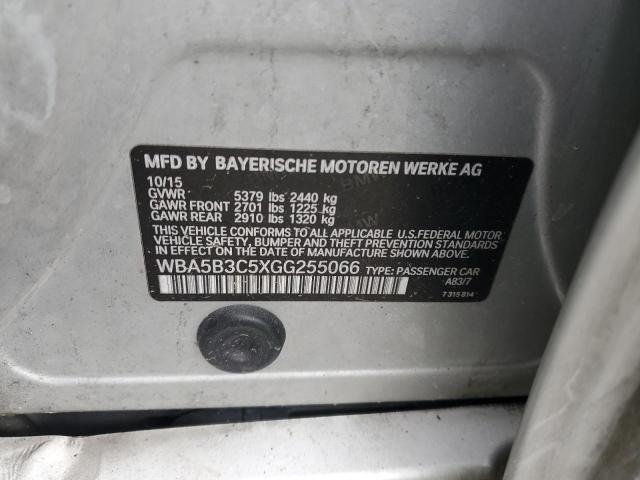 MFD BY BAYERISCHE MOTOREN WERKE AG
10/15
GVWR 5379 lbs 2440 kg
GAWR FRONT 2701 lbs 1225 kg
GAWR REAR 2910 lbs 1320 kg
THIS VEHICLE CONFORMS TO ALL APPLICABLE U.S.FEDERAL MOTOR
VEHICLE SAFETY, BUMPER AND THEFT
PREVENTION STANDARDS
IN EFFECT ON THE DATE OF MANUFACTURE SHOWN ABOVE.
WBA5B3C5XGG255066 TYPE: PASSENGER CAR
A83/7
7 315 814